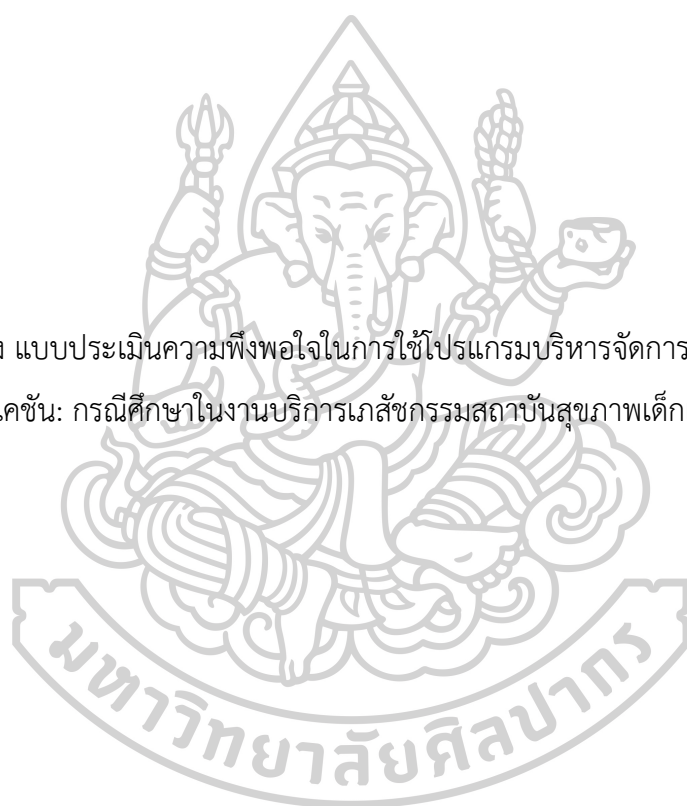 แบบประเมินความพึงพอใจในการใช้โปรแกรมบริหารจัดการ
เคชัน: กรณีศึกษาในงานบริการเภสัชกรรมสถาบันสุขภาพเด็ก
มหาวิทยาลัยศิลปากร